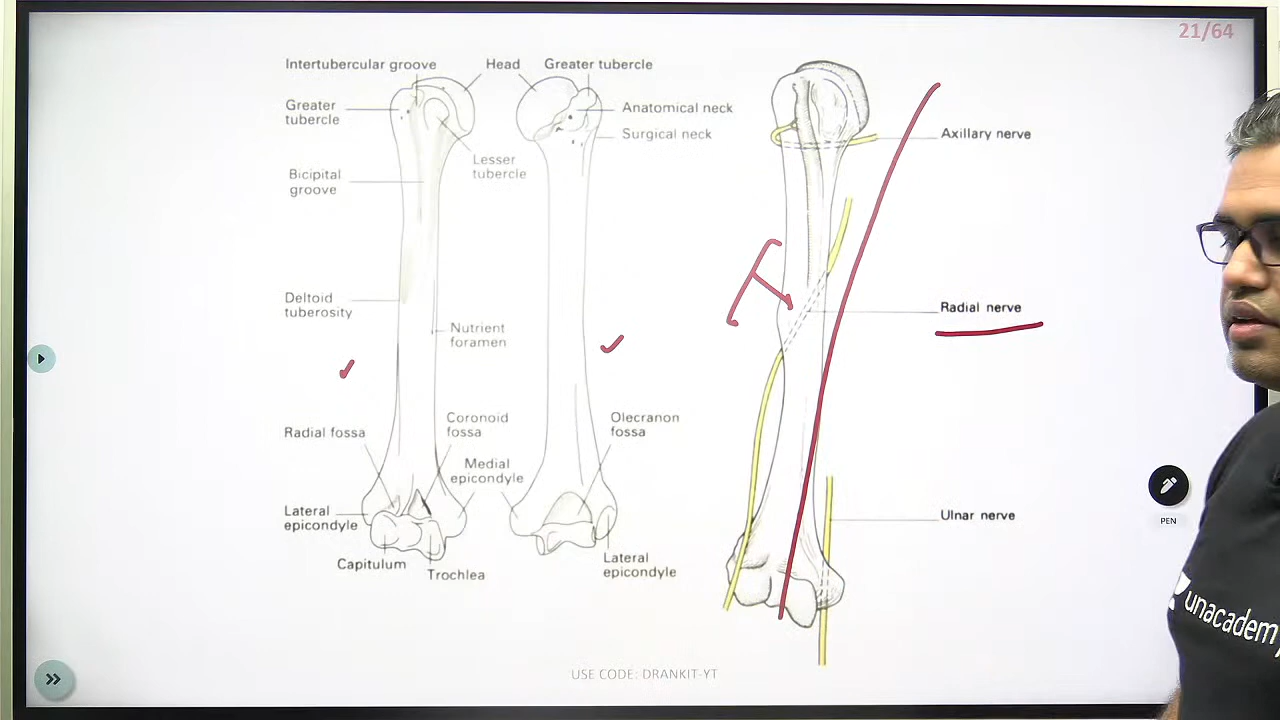 21/64
Intertubercular groove
Head
Greater tubercle
Greater
tubercle
Anatomical neck
Surgical neck
Lesser
tubercle
Bicipital
groove
Deltoid
tuberosity
Nutrient
foramen
Radial fossa
Coronoid
fossa
Olecranon
fossa
Medial
epicondyle
Lateral
epicondyle
Capitulum
Trochlea
Lateral
epicondyle
Axillary nerve
Radial nerve
Ulnar nerve
PEN
unacademy
USE CODE: DRANKIT-YT